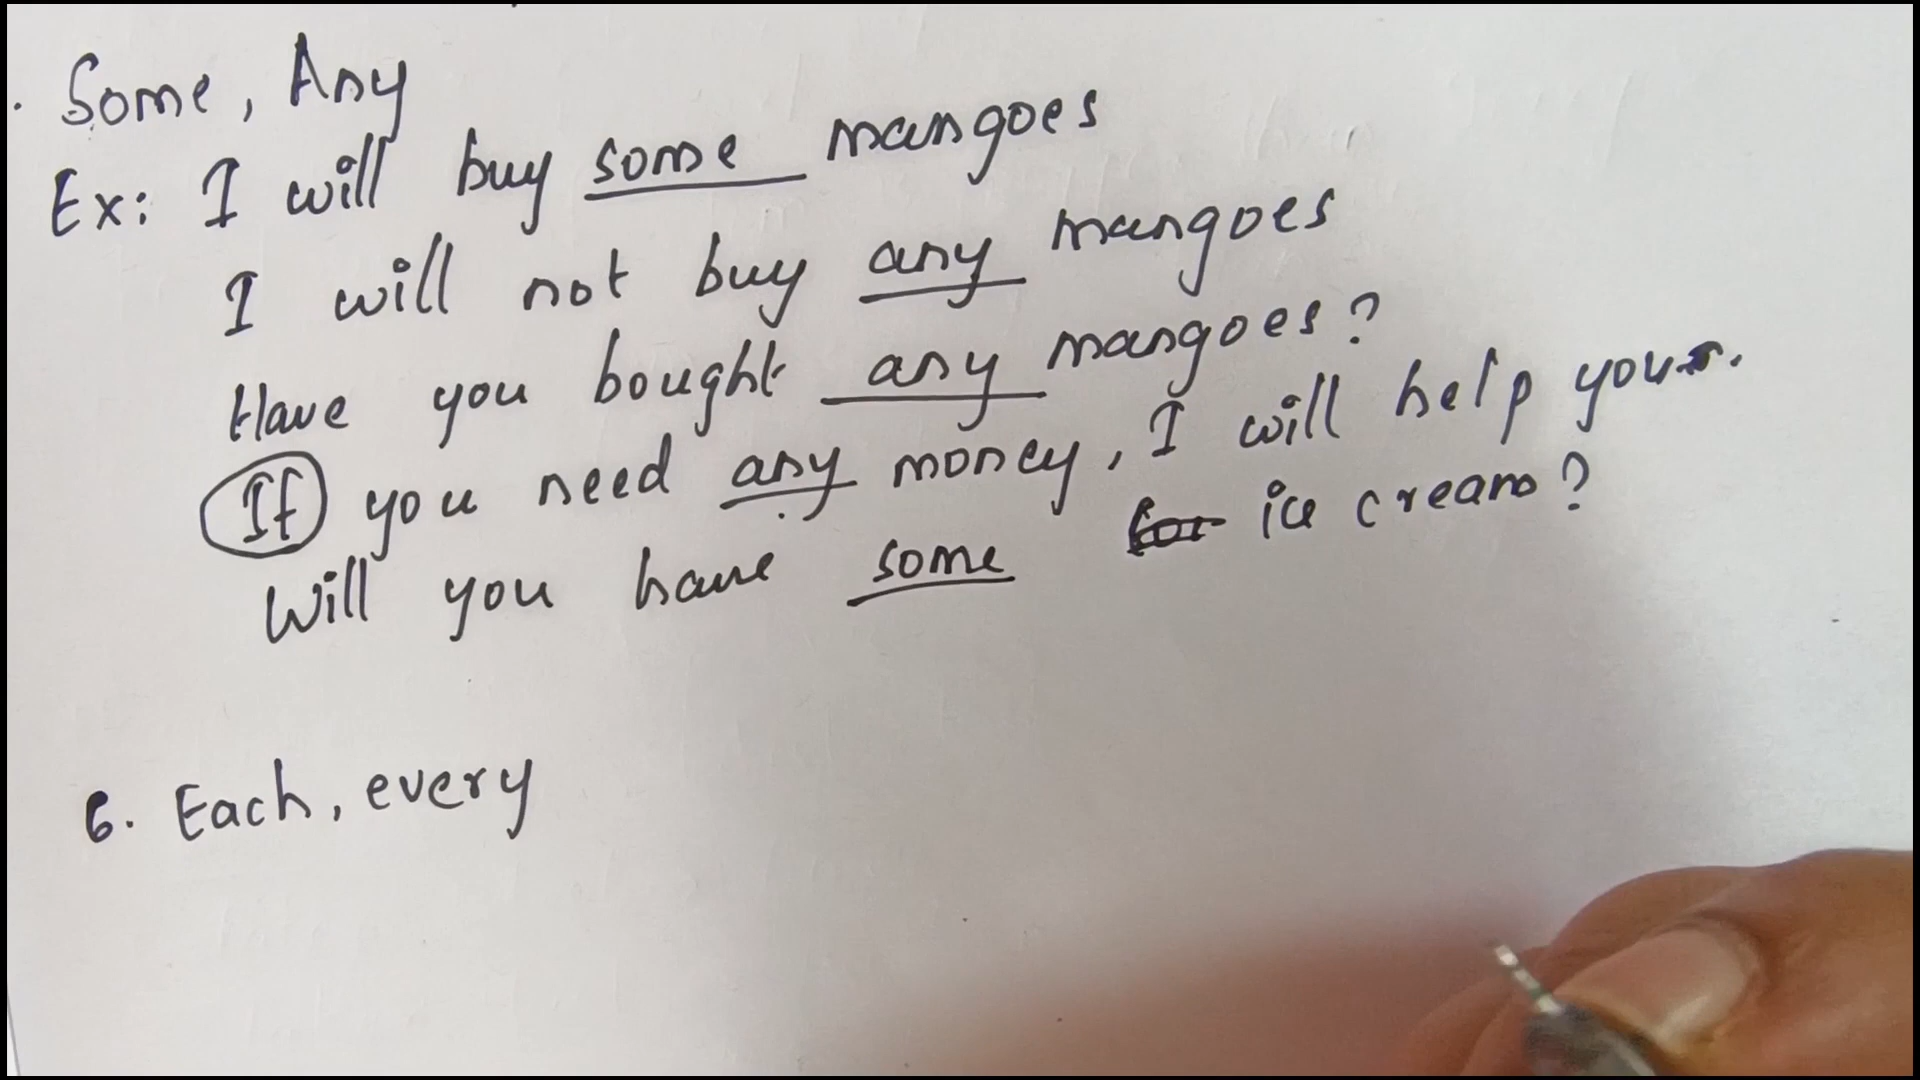 . Some, Any
Ex: I will buy some mangoes
I will not buy any mangoes
Have you bought any mangoes?
If you need any money, I will help you.
Will you have some ice cream?
6. Each, every